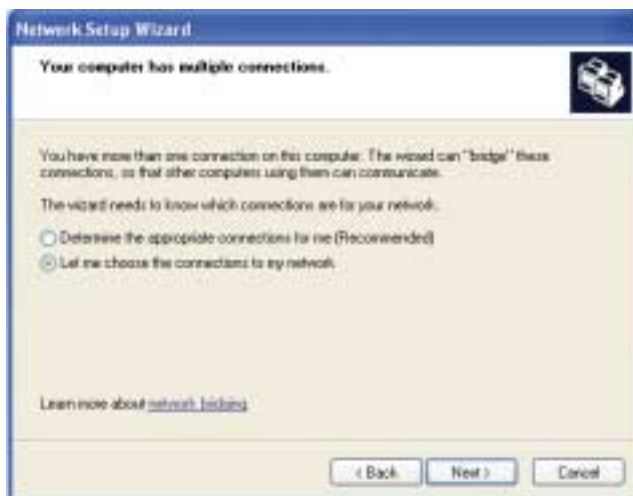 Network Setup Wizard
Your computer has multiple connections.
You have more than one connection on this computer. The wizard can "bridge" these
connections, so that other computers using them can communicate.
The wizard needs to know which connections are for your network.
Determine the appropriate connections for me (Recommended)
Let me choose the connections to my network
Learn more about network bridging
< Back
Next >
Cancel